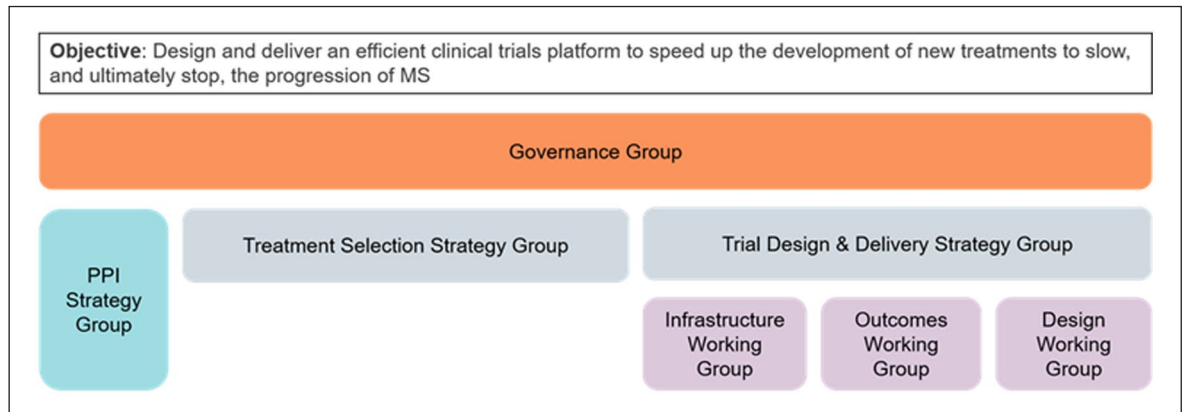 Objective: Design and deliver an efficient clinical trials platform to speed up the development of new treatments to slow,
and ultimately stop, the progression of MS
Governance Group
PPI
Strategy
Group
Treatment Selection Strategy Group
Trial Design & Delivery Strategy Group
Infrastructure
Working
Group
Outcomes
Working
Group
Design
Working
Group